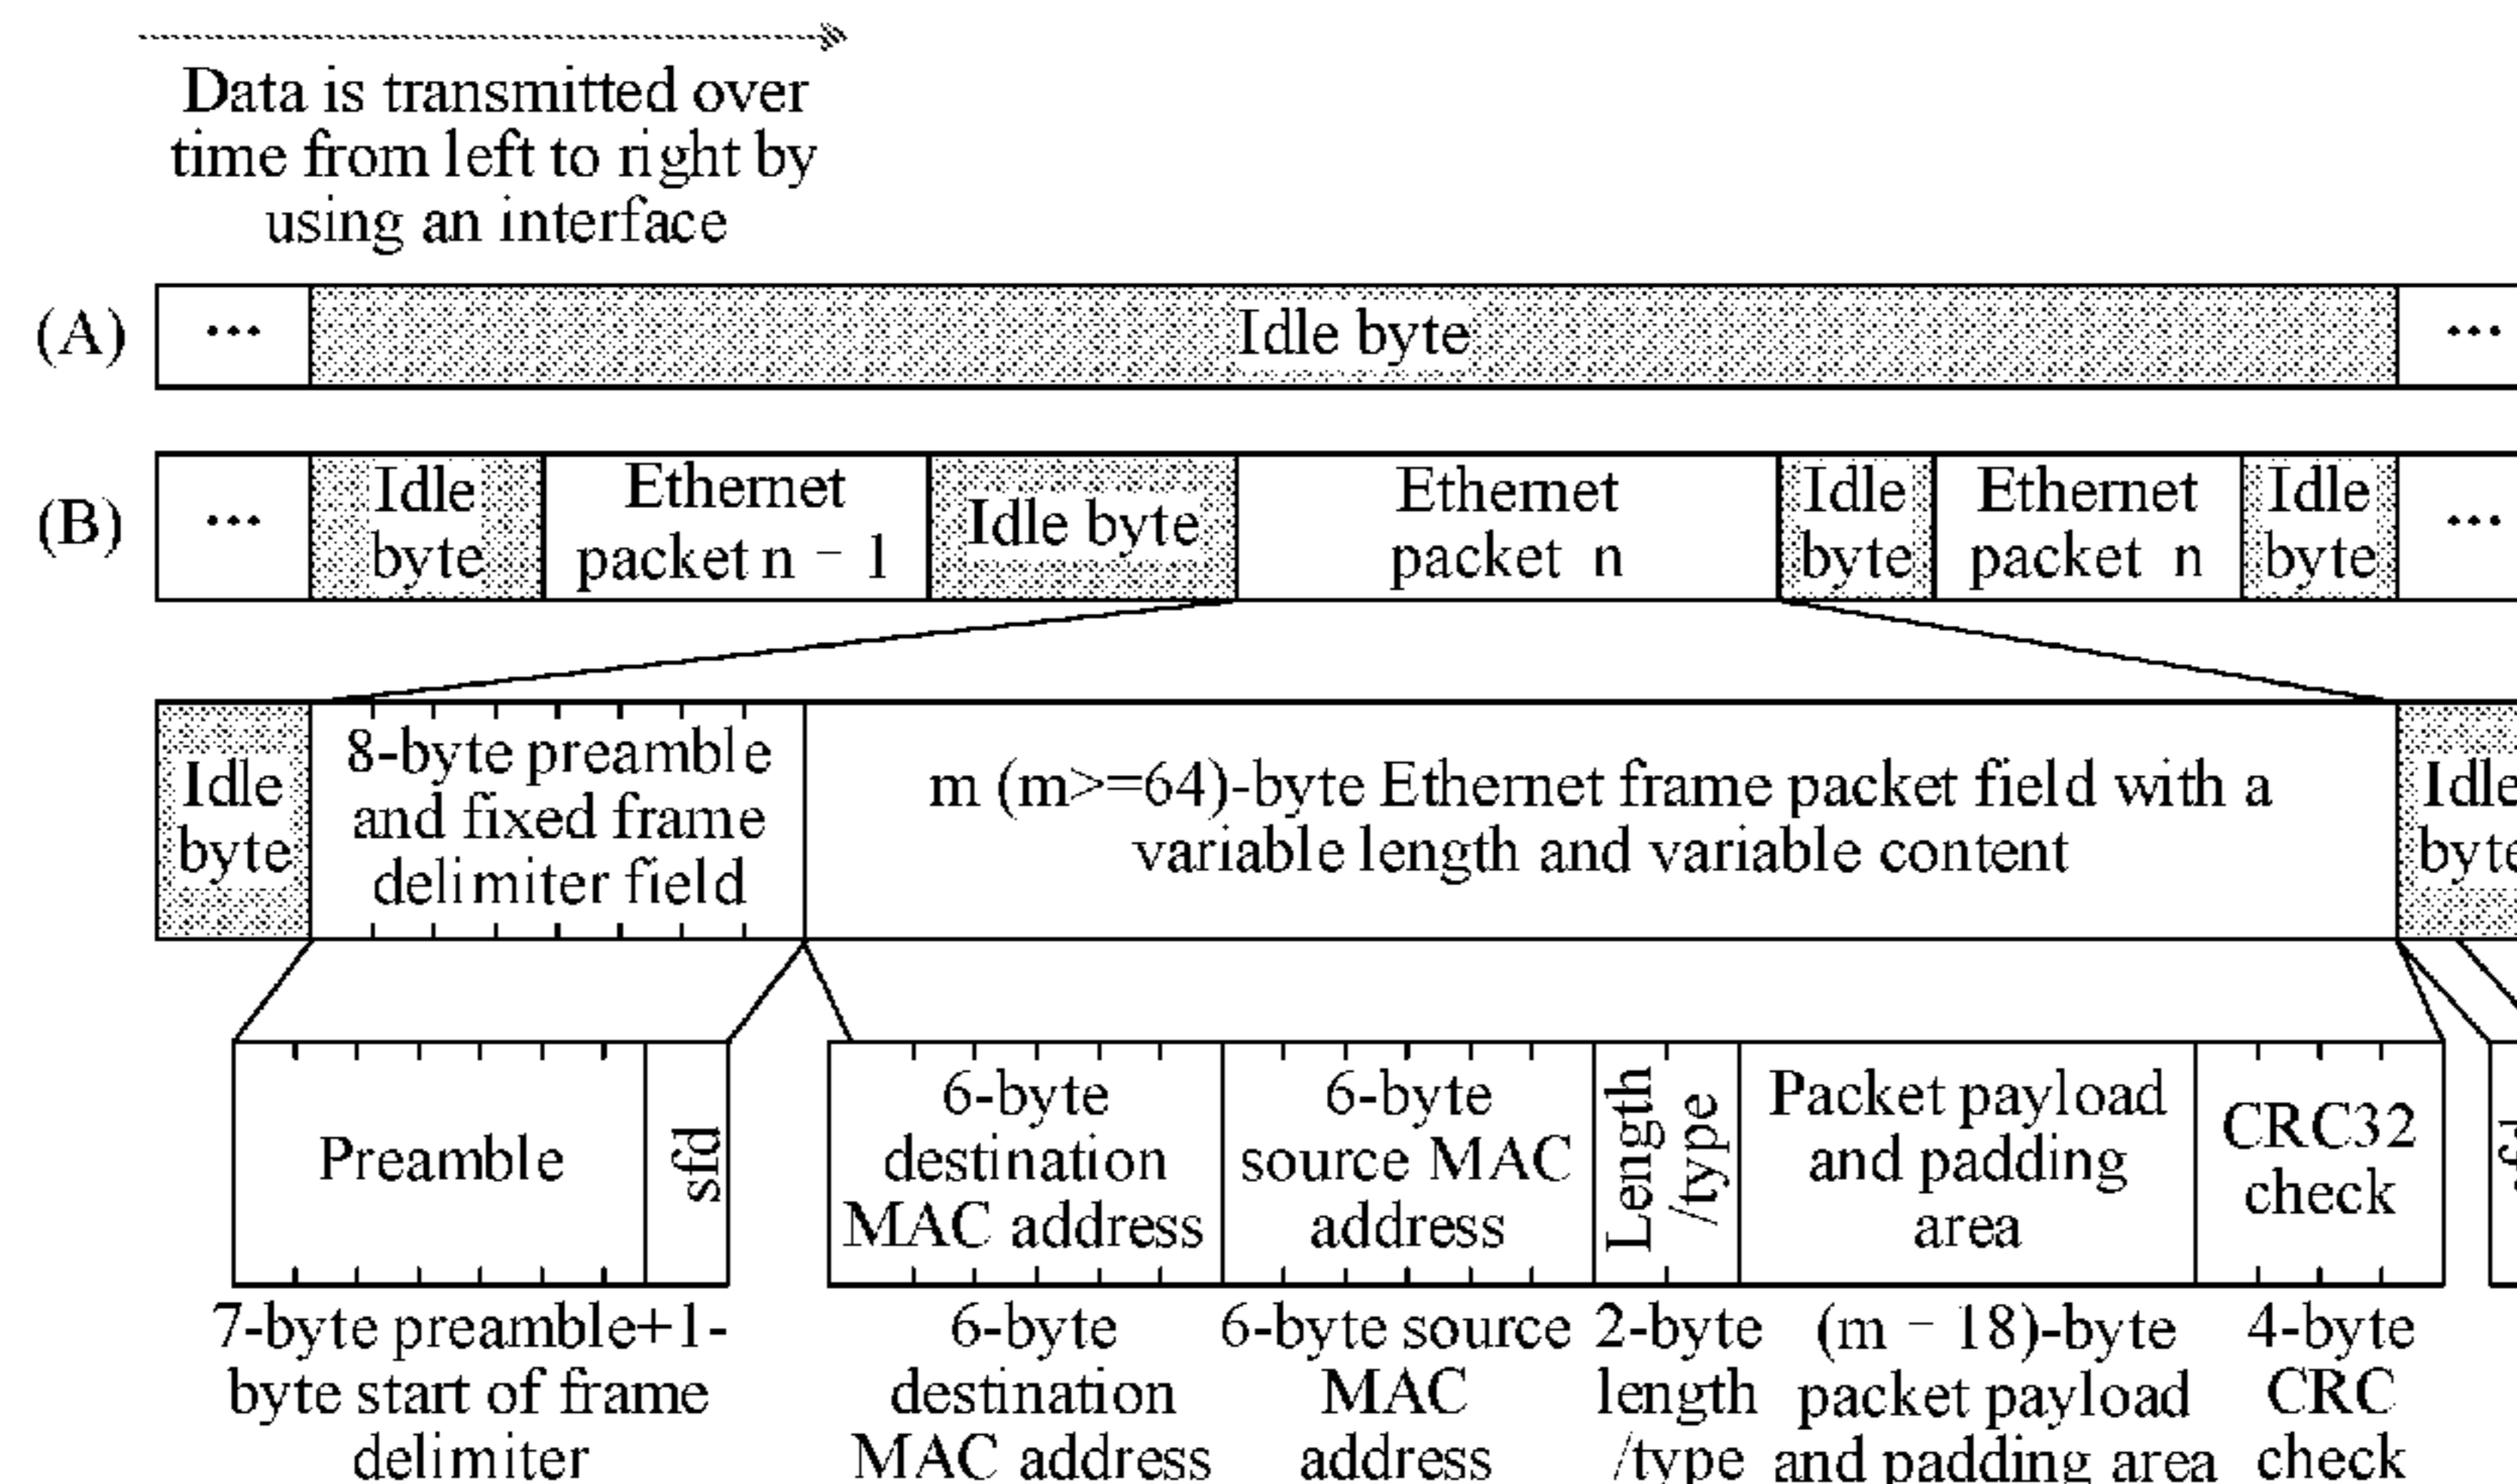 Data is transmitted over
time from left to right by
using an interface
(A)
...
Idle byte
...
(B)
...
Idle
byte
Ethernet
packet n - 1
Idle byte
Ethernet
packet n
Idle
byte
Ethernet
packet n
Idle
byte
...
Idle
byte
8-byte preamble
and fixed frame
delimiter field
m (m>=64)-byte Ethernet frame packet field with a
variable length and variable content
Idle
byte
Preamble
sfd
6-byte
destination
MAC address
6-byte
source MAC
address
Length
/type
Packet payload
and padding
area
CRC32
check
7-byte preamble+1-
byte start of frame
delimiter
6-byte
destination
MAC address
6-byte source
MAC
address
2-byte
length
/type
(m - 18)-byte
packet payload
and padding area
4-byte
CRC
check